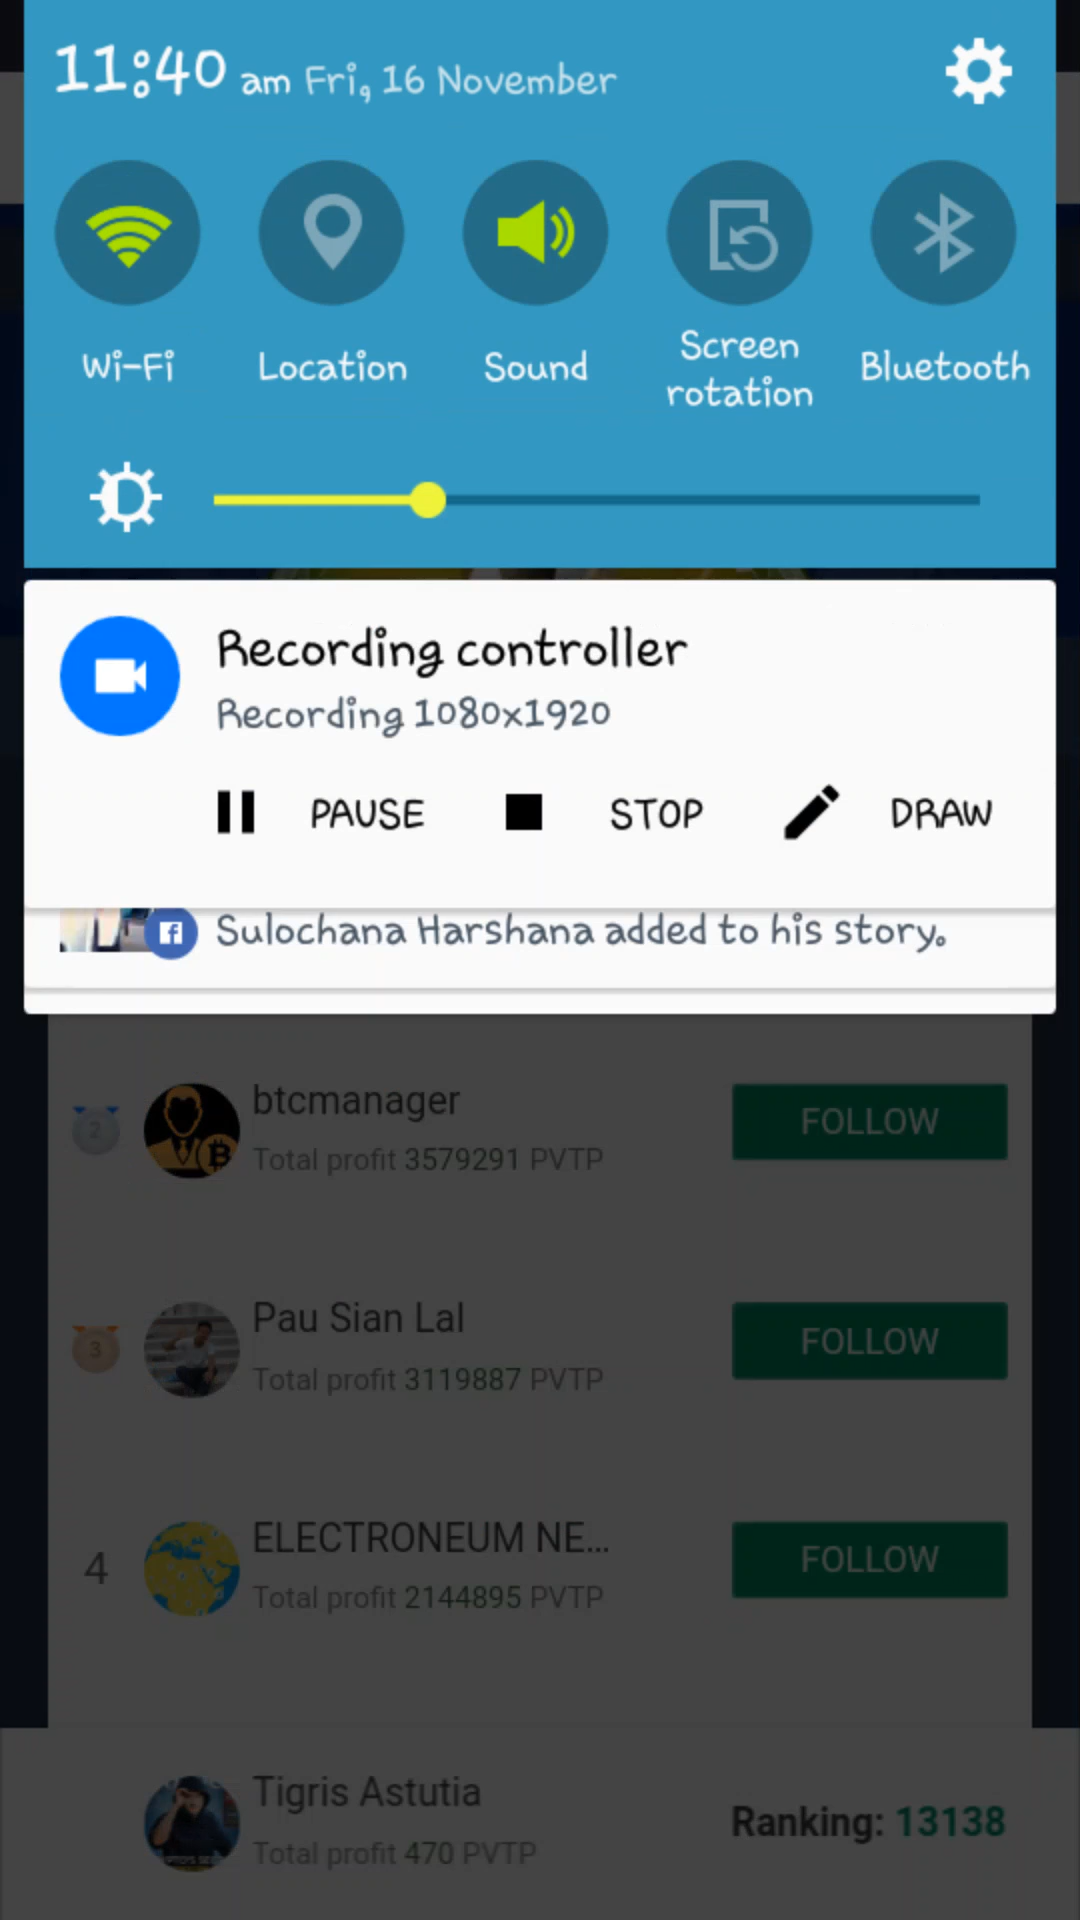 11:40 am Fri, 16 November
Wi-Fi
Location
Sound
Screen rotation
Bluetooth
Recording controller
Recording 1080x1920
PAUSE
STOP
DRAW
Sulochana Harshana added to his story.
2
btcmanager
Total profit 3579291 PVTP
FOLLOW
3
Pau Sian Lal
Total profit 3119887 PVTP
FOLLOW
4
ELECTRONEUM NE...
Total profit 2144895 PVTP
FOLLOW
Tigris Astutia
Total profit 470 PVTP
Ranking: 13138